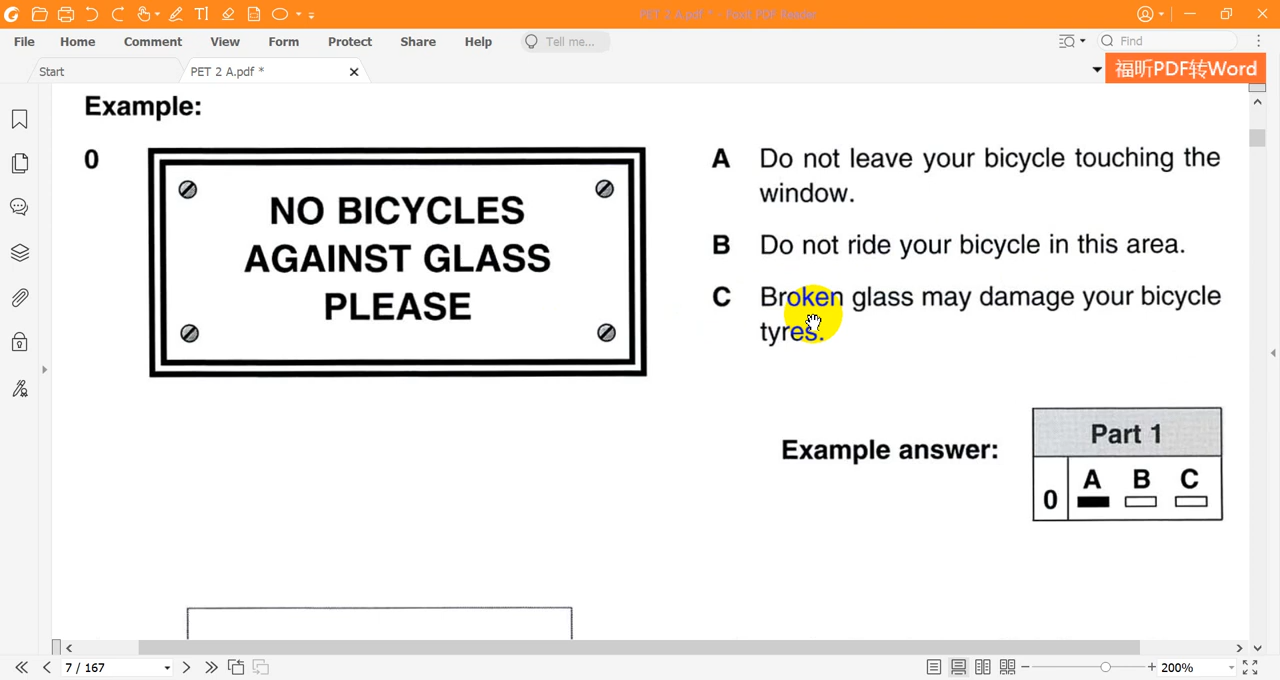 PET 2 A.pdf * - Foxit PDF Reader
File Home Comment View Form Protect Share Help Tell me... Find
Start PET 2 A.pdf * 福昕PDF转Word
Example:
0
NO BICYCLES
AGAINST GLASS
PLEASE
A Do not leave your bicycle touching the
window.
B Do not ride your bicycle in this area.
C Broken glass may damage your bicycle
tyres.
Example answer:
Part 1
A B C
0
7 / 167 200%